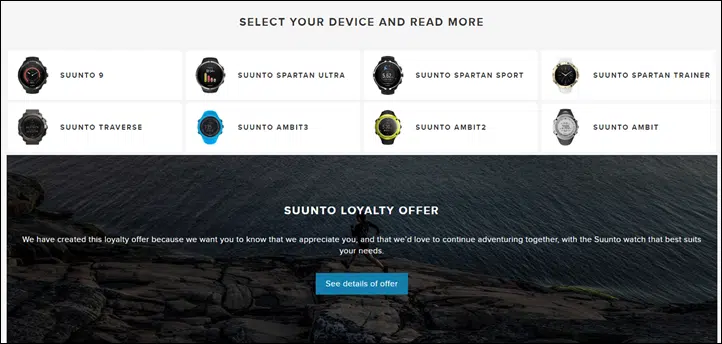 SELECT YOUR DEVICE AND READ MORE
SUUNTO 9
SUUNTO SPARTAN ULTRA
SUUNTO SPARTAN SPORT
SUUNTO SPARTAN TRAINER
SUUNTO TRAVERSE
SUUNTO AMBIT3
SUUNTO AMBIT2
SUUNTO AMBIT
SUUNTO LOYALTY OFFER
We have created this loyalty offer because we want you to know that we appreciate you, and that we'd love to continue adventuring together, with the Suunto watch that best suits
your needs.
See details of offer